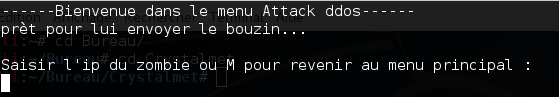 ------Bienvenue dans le menu Attack ddos------
prèt pour lui envoyer le bouzin...
:~# cd Bureau/
Saisir l'ip du zombie ou M pour revenir au menu principal :
:~/Bureau/Crystalmet#